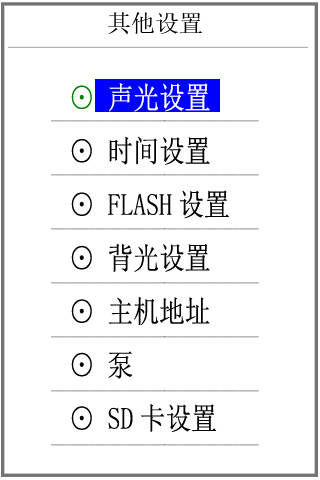 其他设置
⊙ 声光设置
⊙ 时间设置
⊙ FLASH 设置
⊙ 背光设置
⊙ 主机地址
⊙ 泵
⊙ SD 卡设置